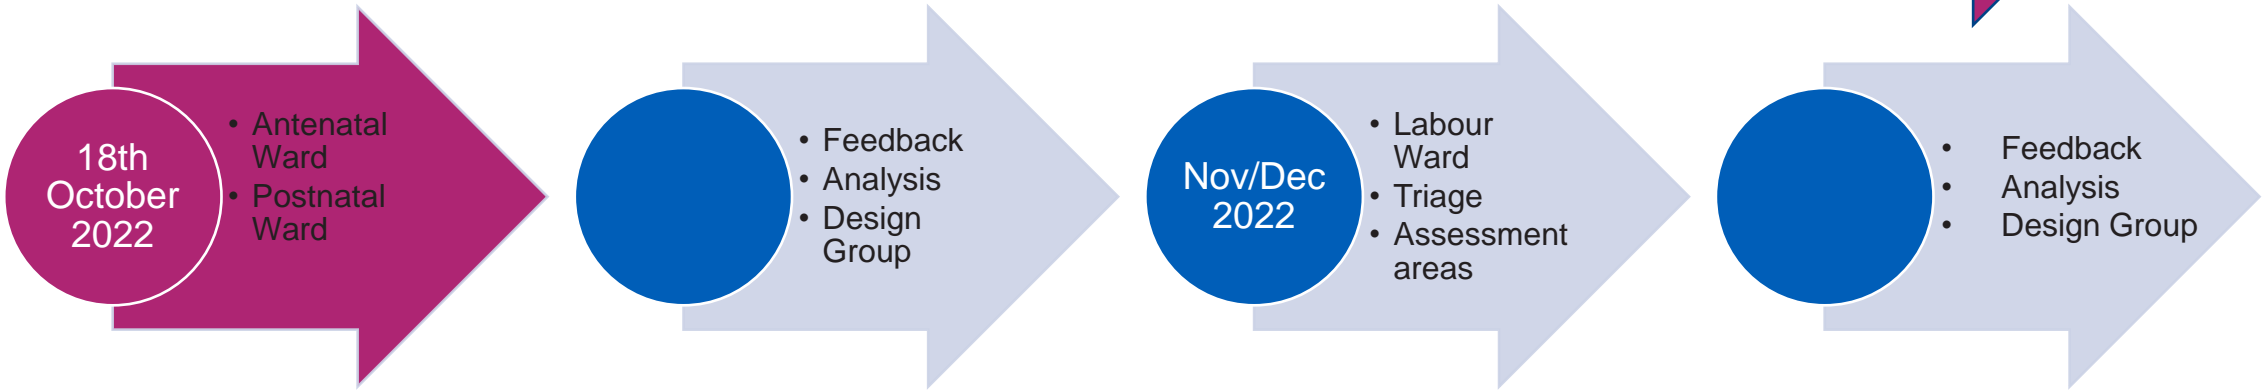 18th
October
2022
• Antenatal
Ward
• Postnatal
Ward
• Feedback
• Analysis
• Design
Group
Nov/Dec
2022
• Labour
Ward
• Triage
• Assessment
areas
• Feedback
• Analysis
• Design Group